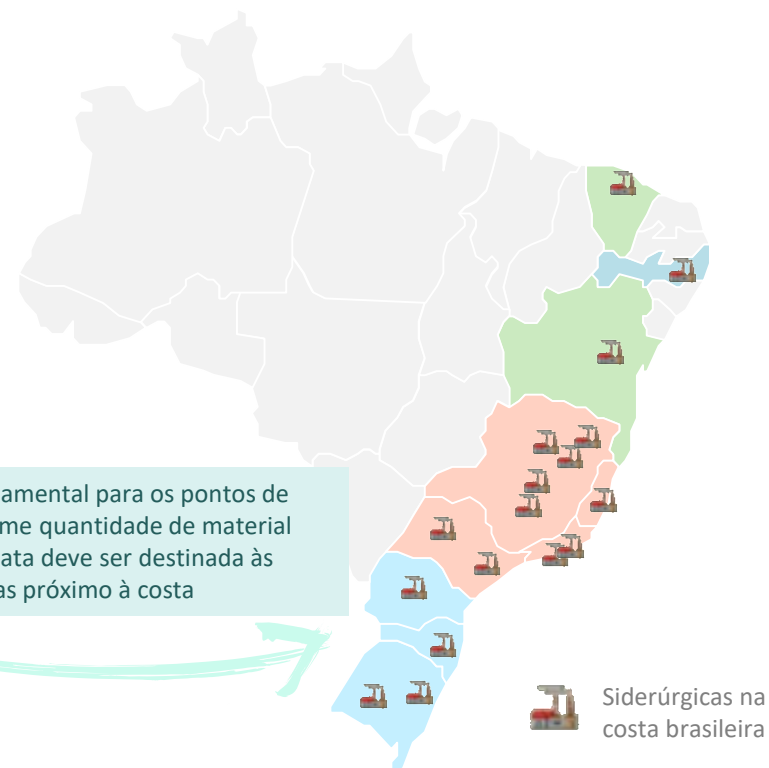 amental para os pontos de
me quantidade de material
ata deve ser destinada às
as próximo à costa
Siderúrgicas na
costa brasileira